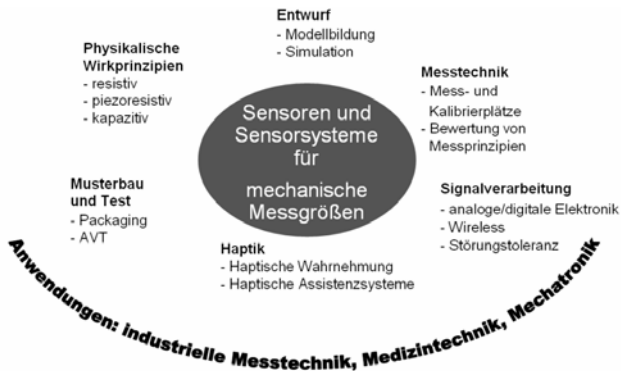 Entwurf
- Modellbildung
- Simulation
Physikalische
Wirkprinzipien
- resistiv
- piezoresistiv
- kapazitiv
Messtechnik
- Mess- und
Kalibrierplätze
- Bewertung von
Messprinzipien
Sensoren und
Sensorsysteme
für
mechanische
Messgrößen
Musterbau
und Test
- Packaging
- AVT
Signalverarbeitung
- analoge/digitale Elektronik
- Wireless
- Störungstoleranz
Haptik
- Haptische Wahrnehmung
- Haptische Assistenzsysteme
Anwendungen: industrielle Messtechnik, Medizintechnik, Mechatronik